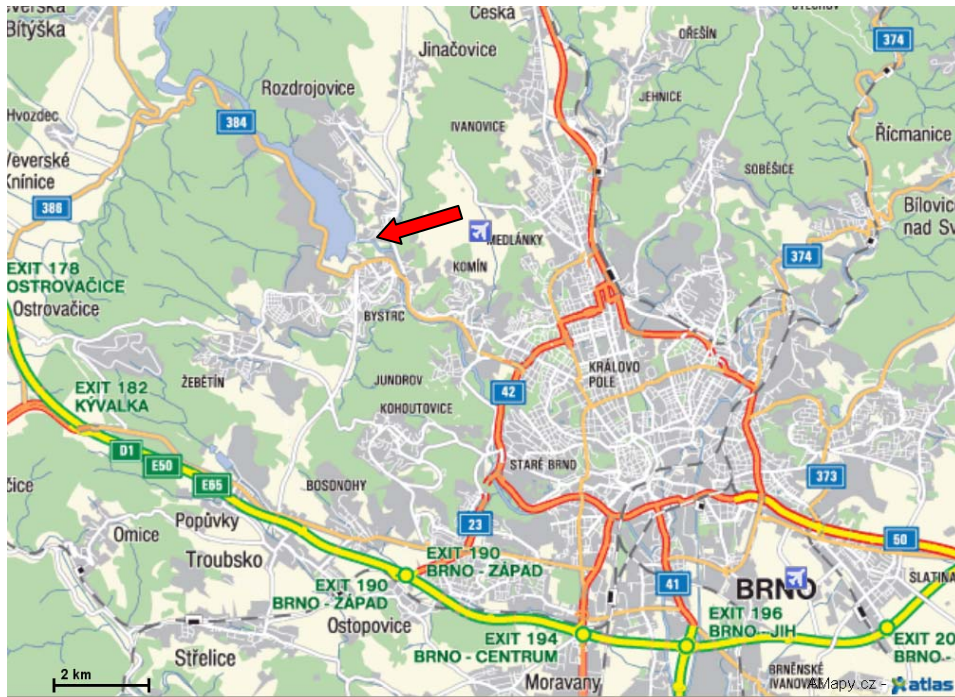 Česká
Bítýška
Jinačovice
OŘEŠÍN
374
Rozdrojovice
JEHNICE
Hvozdec
384
IVANOVICE
Řícmanice
SOBĚŠICE
Veverské
Knínice
386
Bílovice
nad Sv
MEDLÁNKY
374
KOMÍN
EXIT 178
OSTROVAČICE
Ostrovačice
BYSTRC
ŽEBĚTÍN
JUNDROV
KRÁLOVO
POLE
42
EXIT 182
KÝVALKA
KOHOUTOVICE
D1
E50
E65
STARÉ BRNO
373
BOSONOHY
Popůvky
Omice
23
Troubsko
50
EXIT 190
BRNO - ZÁPAD
EXIT 190
BRNO - ZÁPAD
41
BRNO
SLATINA
Ostopovice
EXIT 196
BRNO - JIH
EXIT 194
BRNO - CENTRUM
EXIT 20
BRNO -
Střelice
2 km
Moravany
BRNĚNSKÉ
IVANOVICE
AMapy.cz - atlas